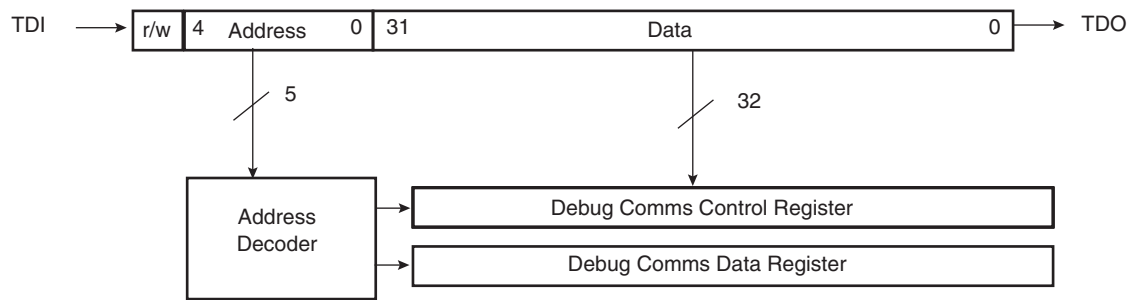 TDI r/w 4 Address 0 31 Data 0 TDO
5
32
Address
Decoder
Debug Comms Control Register
Debug Comms Data Register